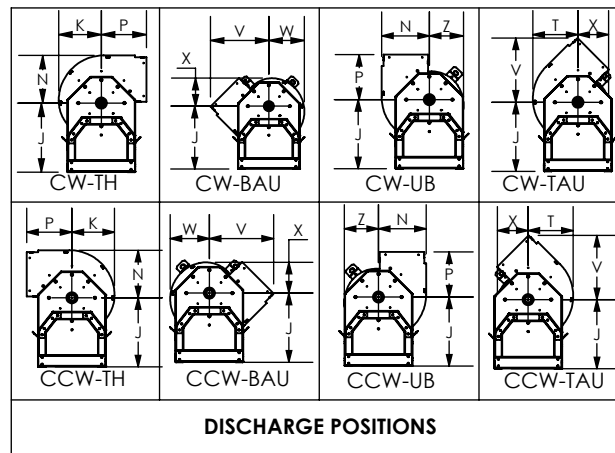 K P
N
J
CW-TH
V W
X
J
CW-BAU
N Z
P
J
CW-UB
T X
V
J
CW-TAU
P K
N
J
CCW-TH
W V X
J
CCW-BAU
Z N
P
J
CCW-UB
X T
V
J
CCW-TAU
DISCHARGE POSITIONS